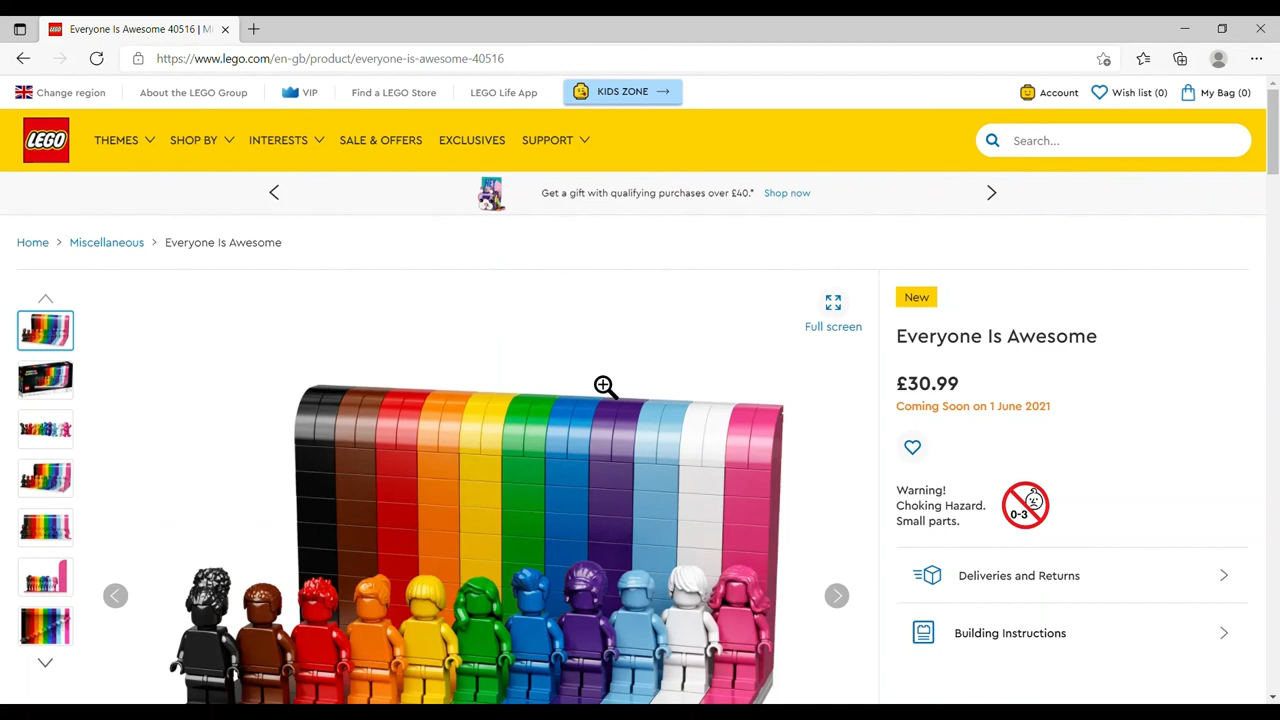 Everyone Is Awesome 40516 | Mi
https://www.lego.com/en-gb/product/everyone-is-awesome-40516
Change region
About the LEGO Group
VIP
Find a LEGO Store
LEGO Life App
KIDS ZONE
Account
Wish list (0)
My Bag (0)
LEGO
THEMES
SHOP BY
INTERESTS
SALE & OFFERS
EXCLUSIVES
SUPPORT
Search...
Get a gift with qualifying purchases over £40.* Shop now
Home > Miscellaneous > Everyone Is Awesome
Full screen
New
Everyone Is Awesome
£30.99
Coming Soon on 1 June 2021
Warning!
Choking Hazard.
Small parts.
0-3
Deliveries and Returns
Building Instructions